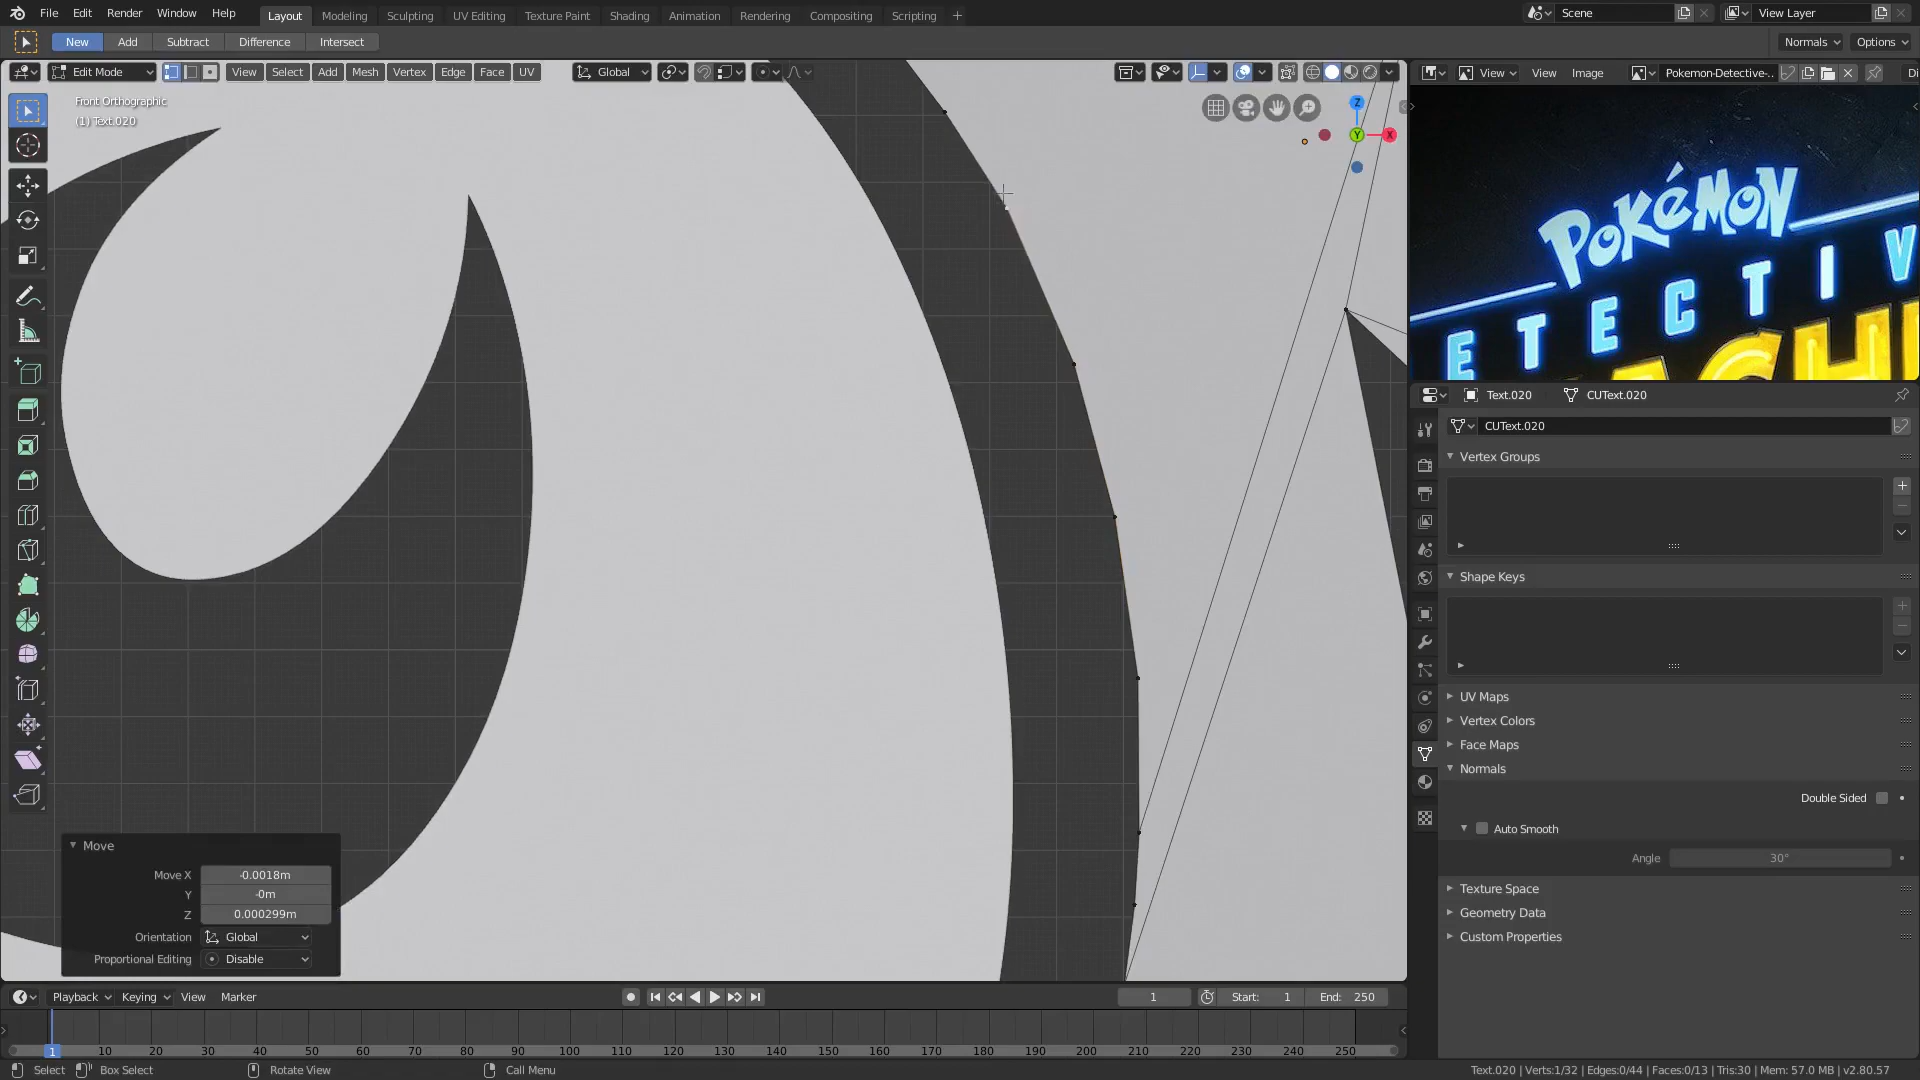 File Edit Render Window Help Layout Modeling Sculpting UV Editing Texture Paint Shading Animation Rendering Compositing Scripting + Scene View Layer
New Add Subtract Difference Intersect Normals Options
Edit Mode View Select Add Mesh Vertex Edge Face UV Global View View Image Pokemon-Detective-.. Di
Front Orthographic
(1) Text.020
Z
Y
X
POKéMON
ETECTIV
ACHU
Text.020 CUText.020
CUText.020
Vertex Groups
Shape Keys
UV Maps
Vertex Colors
Face Maps
Normals
Double Sided
Auto Smooth
Angle 30°
Texture Space
Geometry Data
Custom Properties
Move
Move X -0.0018m
Y -0m
Z 0.000299m
Orientation Global
Proportional Editing Disable
Playback Keying View Marker 1 Start: 1 End: 250
1 10 20 30 40 50 60 70 80 90 100 110 120 130 140 150 160 170 180 190 200 210 220 230 240 250
Select Box Select Rotate View Call Menu Text.020 | Verts:1/32 | Edges:0/44 | Faces:0/13 | Tris:30 | Mem: 57.0 MB | v2.80.57